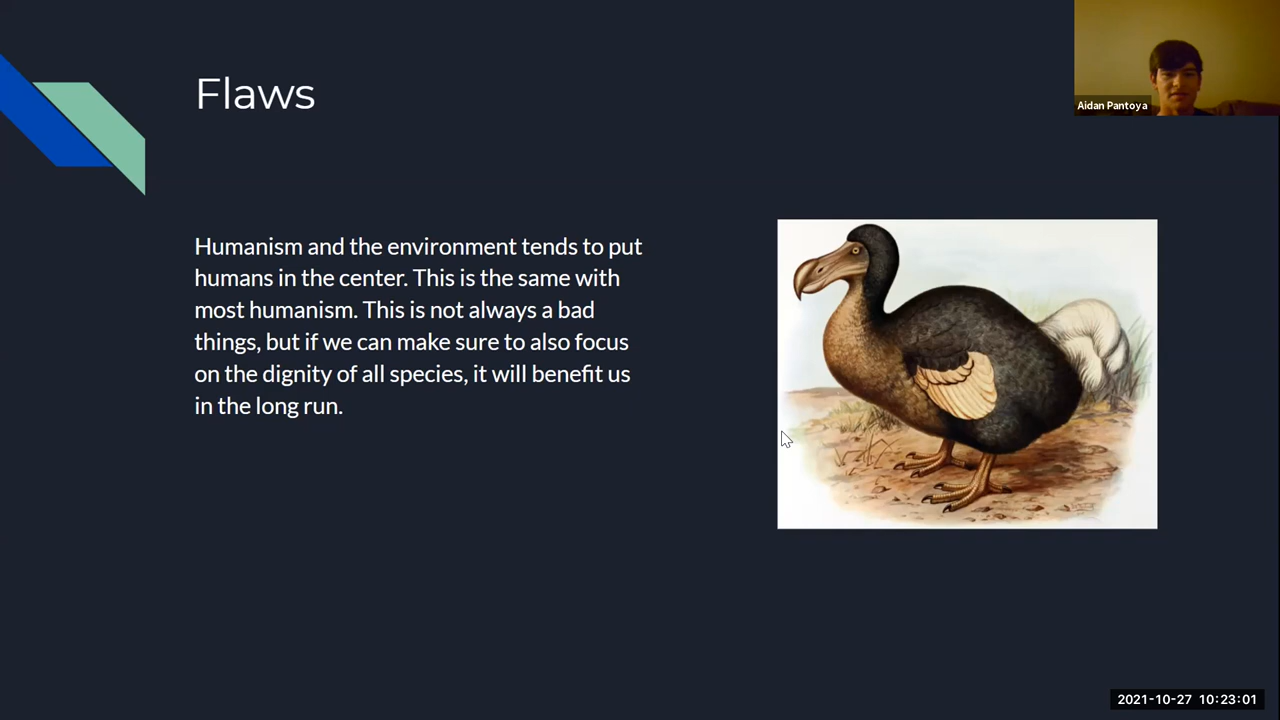 Flaws
Aidan Pantoya
Humanism and the environment tends to put
humans in the center. This is the same with
most humanism. This is not always a bad
things, but if we can make sure to also focus
on the dignity of all species, it will benefit us
in the long run.
2021-10-27 10:23:01